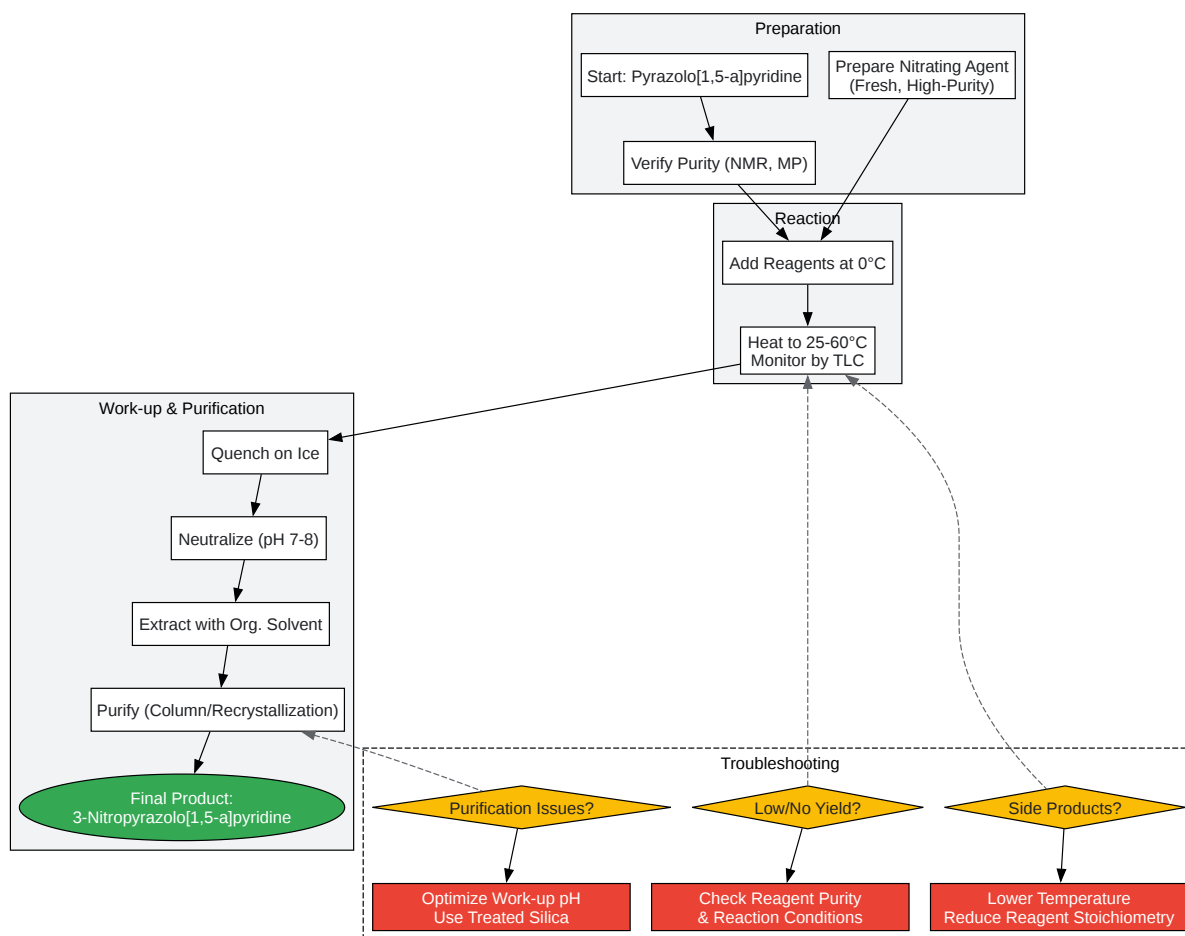 Preparation
Start: Pyrazolo[1,5-a]pyridine
Prepare Nitrating Agent
(Fresh, High-Purity)
Verify Purity (NMR, MP)
Reaction
Add Reagents at 0°C
Heat to 25-60°C
Monitor by TLC
Work-up & Purification
Quench on Ice
Neutralize (pH 7-8)
Extract with Org. Solvent
Purify (Column/Recrystallization)
Final Product:
3-Nitropyrazolo[1,5-a]pyridine
Troubleshooting
Purification Issues?
Low/No Yield?
Side Products?
Optimize Work-up pH
Use Treated Silica
Check Reagent Purity
& Reaction Conditions
Lower Temperature
Reduce Reagent Stoichiometry